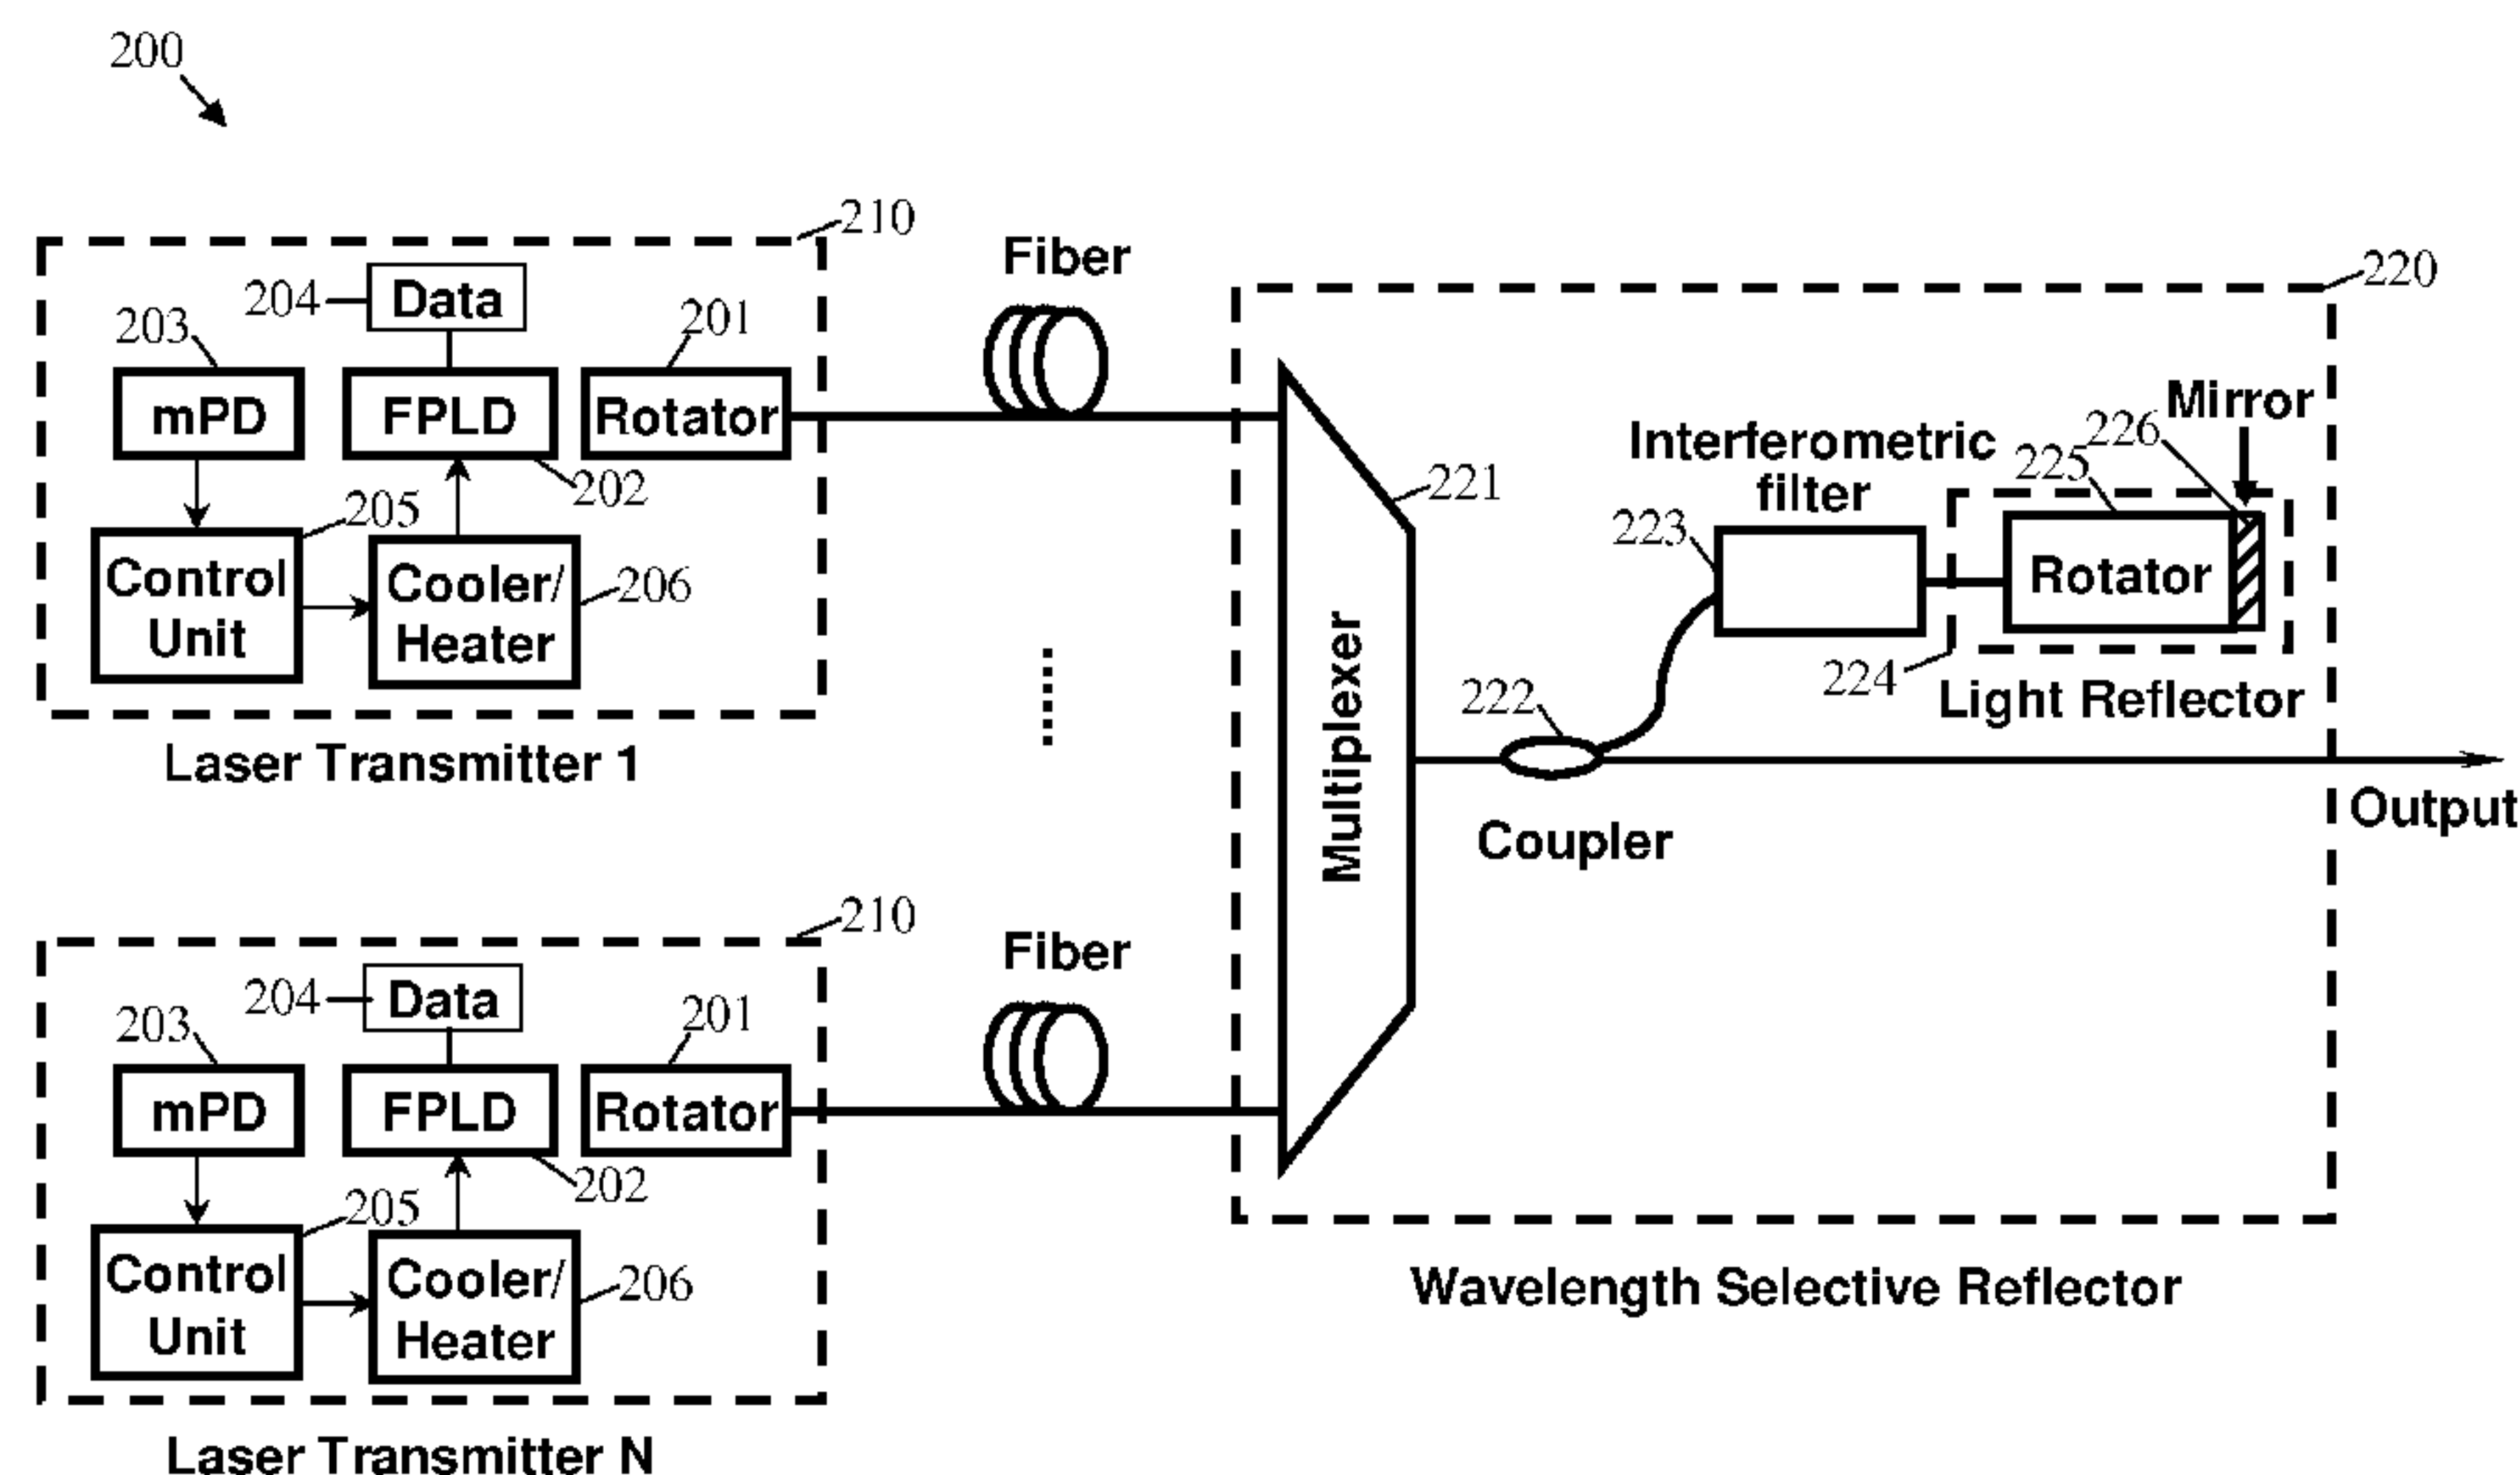 200
210
204
Data
203
201
mPD
FPLD
Rotator
202
205
Control
Unit
Cooler/
Heater
206
Laser Transmitter 1
Fiber
220
Multiplexer
221
222
Coupler
Interferometric
filter
223
Mirror
226
225
Rotator
224
Light Reflector
Output
210
204
Data
203
201
mPD
FPLD
Rotator
202
205
Control
Unit
Cooler/
Heater
206
Laser Transmitter N
Fiber
Wavelength Selective Reflector